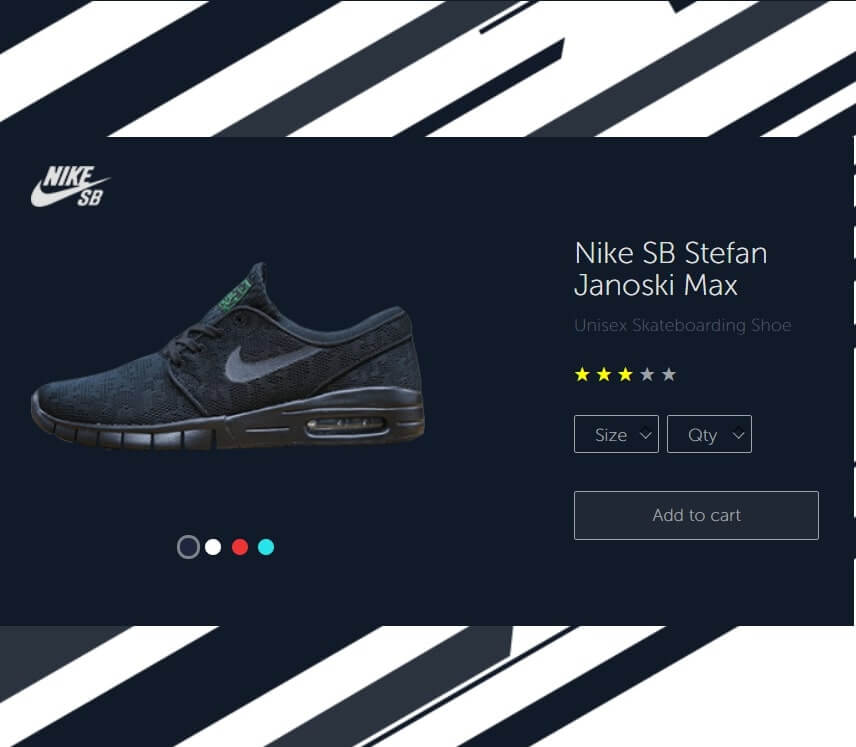 NIKE
SB
Nike SB Stefan
Janoski Max
Unisex Skateboarding Shoe
Size
Qty
Add to cart